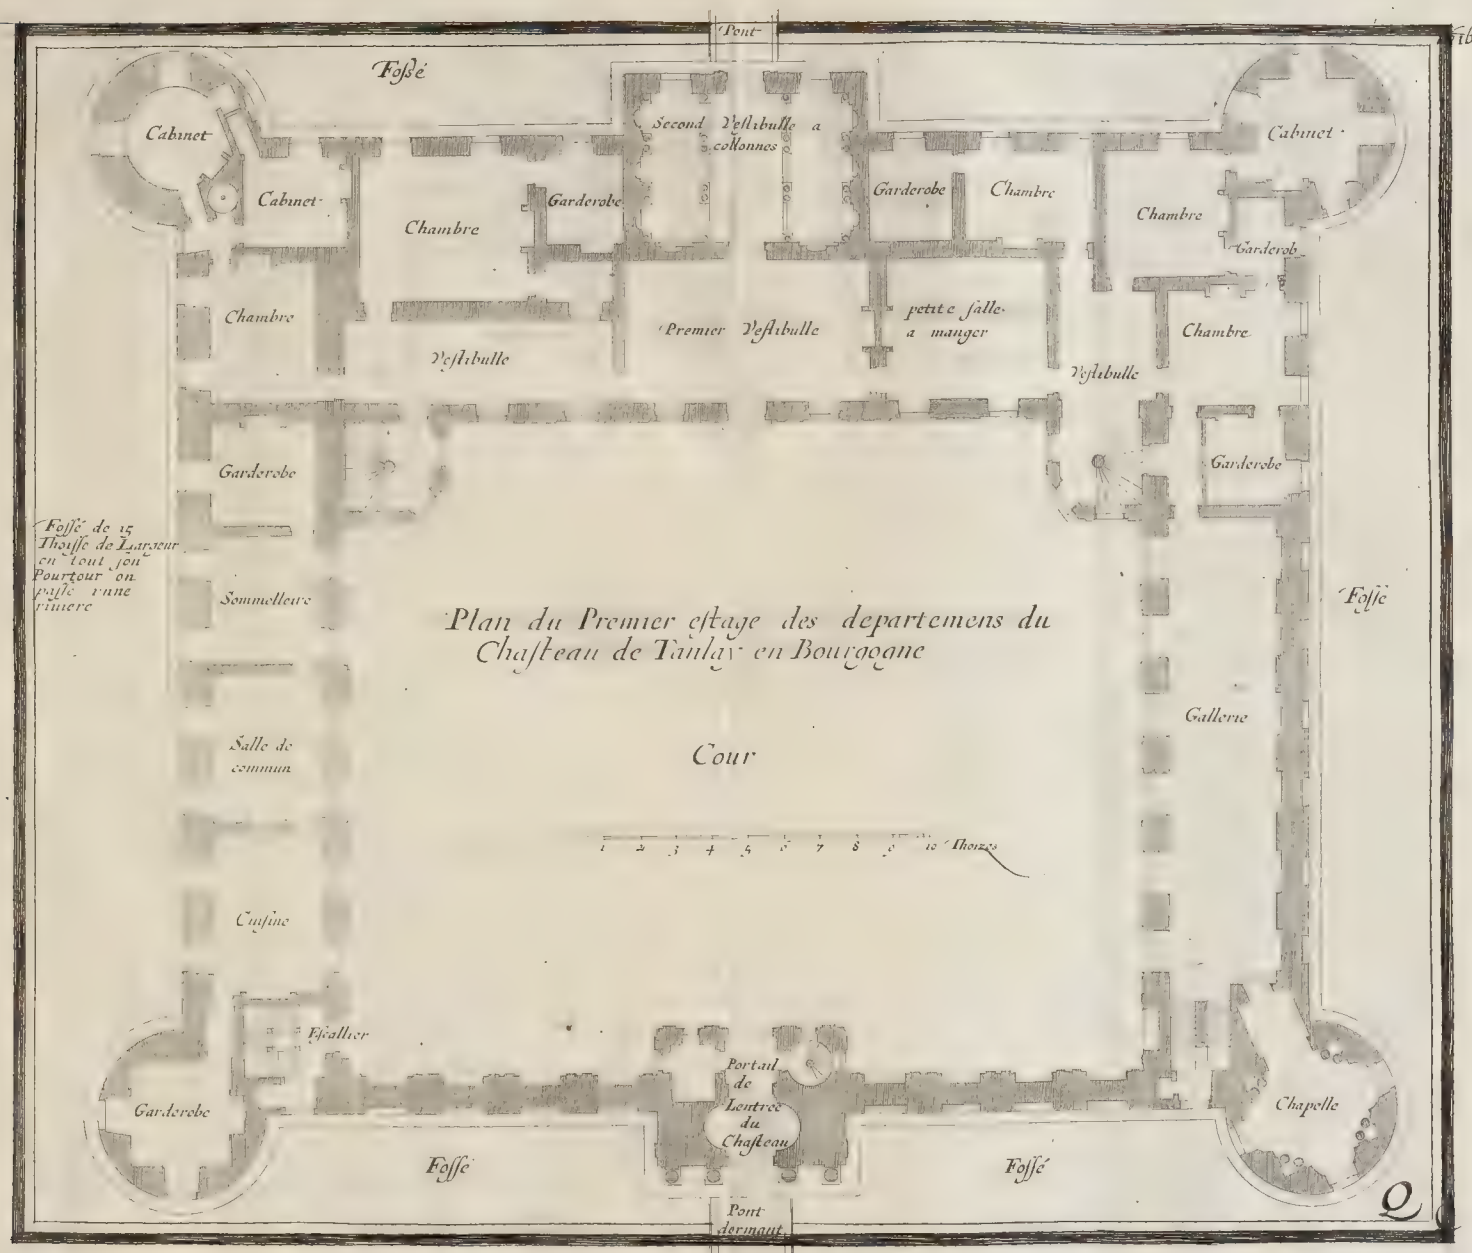 Pont
16
Foſsé
Cabinet
Second Veſtibulle a
collonnes
Cabinet
Cabinet
Chambre
Garderobe
Garderobe
Chambre
Chambre
Garderob
Chambre
Veſtibulle
Premier Veſtibulle
petite ſalle
a manger
Veſtibulle
Chambre
Garderobe
Garderobe
Foſſé de 15
Thoiſſe de Largeur
en tout ſon
Pourtour on
paſſe rune
riuiere
Sommelleire
Foſſé
Plan du Premier eſtage des departemens du
Chaſteau de Tanlay en Bourgogne
Gallerie
Salle de
commun
Cour
1 2 3 4 5 6 7 8 9 10 Thoizes
Cuiſine
Eſcallier
Portail
de
Lentree
du
Chaſteau
Garderobe
Chapelle
Foſſé
Foſſé
Q
Pont
dormant